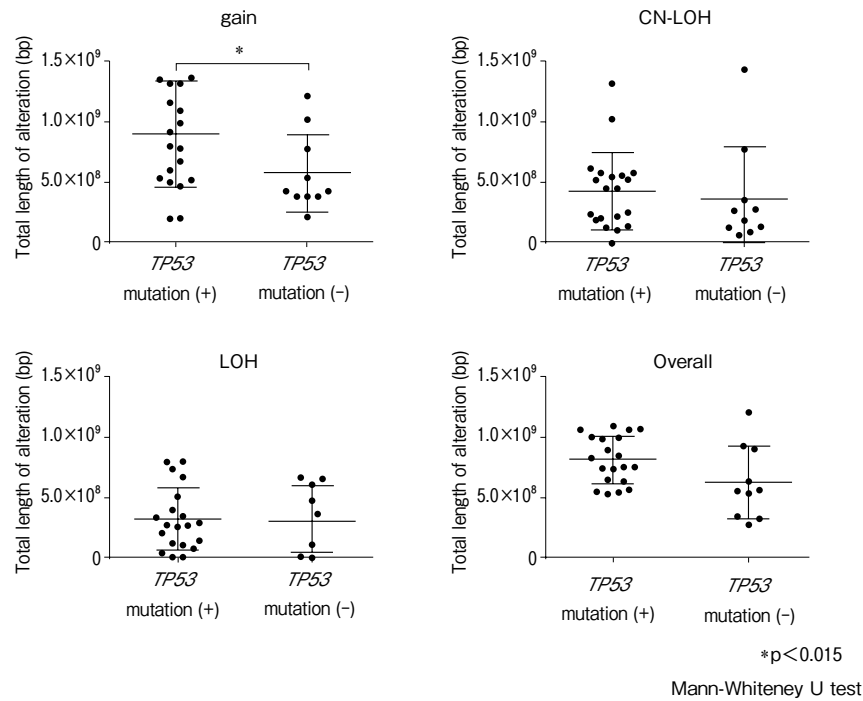 gain
Total length of alteration (bp)
1.5×10⁹
1.0×10⁹
5.0×10⁸
0
*
TP53
mutation (+)
TP53
mutation (−)
CN-LOH
Total length of alteration (bp)
1.5×10⁹
1.0×10⁹
5.0×10⁸
0
TP53
mutation (+)
TP53
mutation (−)
LOH
Total length of alteration (bp)
1.5×10⁹
1.0×10⁹
5.0×10⁸
0
TP53
mutation (+)
TP53
mutation (−)
Overall
Total length of alteration (bp)
1.5×10⁹
1.0×10⁹
5.0×10⁸
0
TP53
mutation (+)
TP53
mutation (−)
*p<0.015
Mann-Whiteney U test